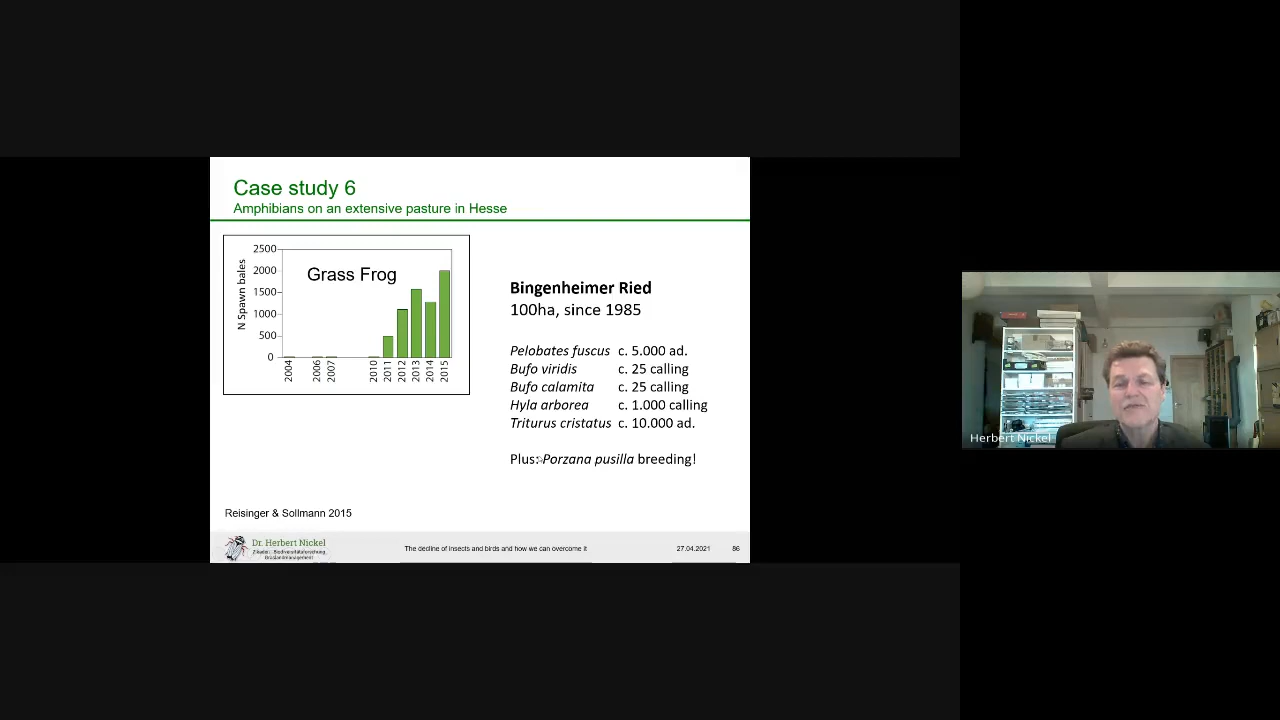 Case study 6
Amphibians on an extensive pasture in Hesse
N Spawn bales
2500
2000
1500
1000
500
0
Grass Frog
2004
2006
2007
2010
2011
2012
2013
2014
2015
Bingenheimer Ried
100ha, since 1985
Pelobates fuscus c. 5.000 ad.
Bufo viridis c. 25 calling
Bufo calamita c. 25 calling
Hyla arborea c. 1.000 calling
Triturus cristatus c. 10.000 ad.
Plus: Porzana pusilla breeding!
Reisinger & Sollmann 2015
Dr. Herbert Nickel
Zikaden, Biodiversitätsforschung,
Graslandmanagement
The decline of insects and birds and how we can overcome it
27.04.2021
86
Herbert Nickel